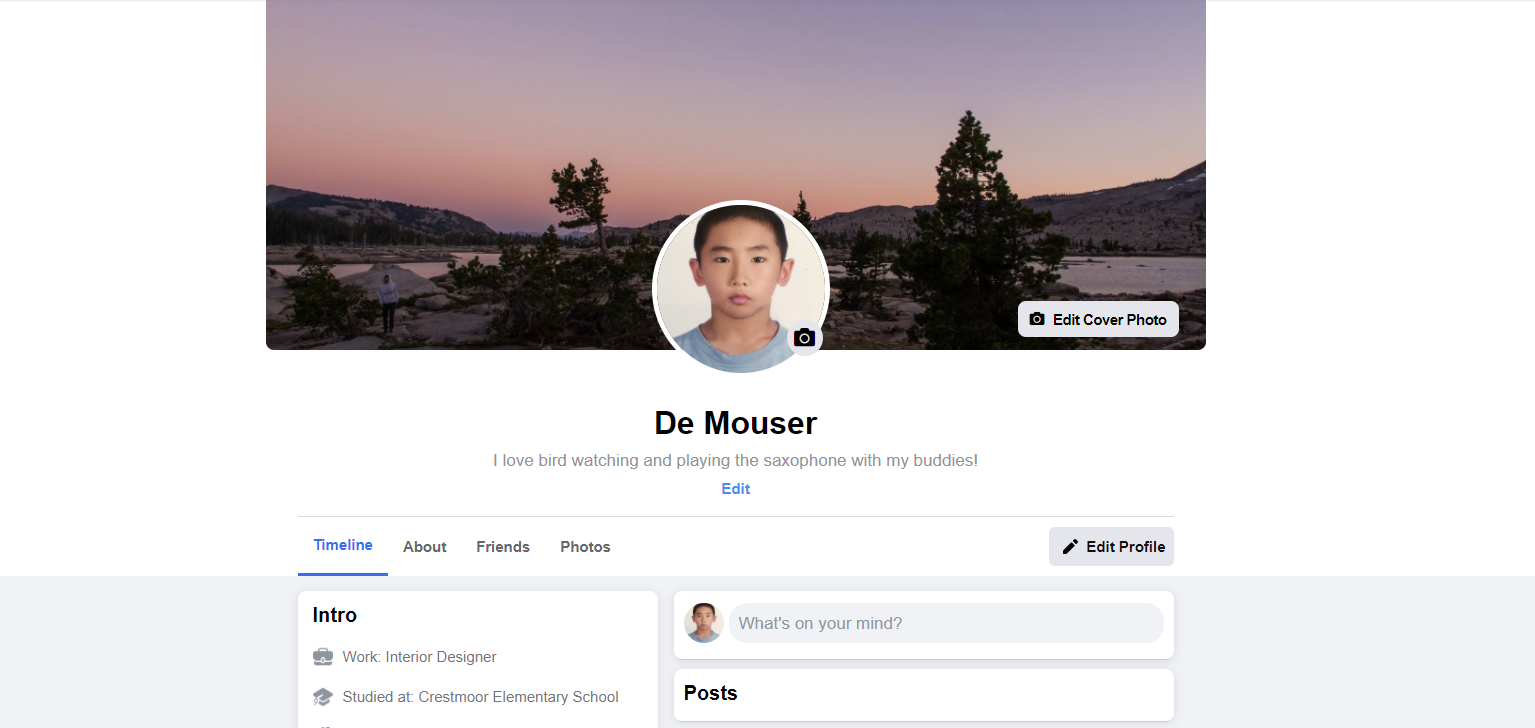 Edit Cover Photo
De Mouser
I love bird watching and playing the saxophone with my buddies!
Edit
Timeline About Friends Photos Edit Profile
Intro
Work: Interior Designer
Studied at: Crestmoor Elementary School
What's on your mind?
Posts